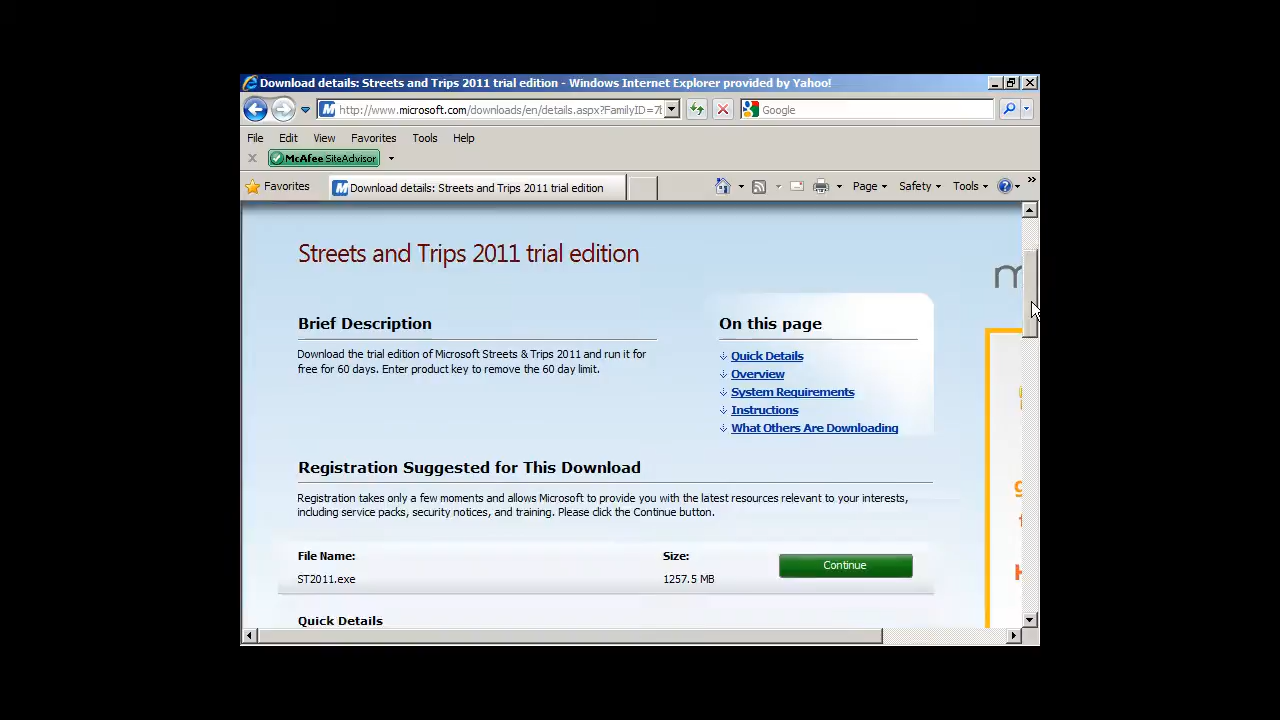 Download details: Streets and Trips 2011 trial edition - Windows Internet Explorer provided by Yahoo!
http://www.microsoft.com/downloads/en/details.aspx?FamilyID=7 Google
File Edit View Favorites Tools Help
McAfee SiteAdvisor
Favorites Download details: Streets and Trips 2011 trial edition Page Safety Tools
Streets and Trips 2011 trial edition
Brief Description
Download the trial edition of Microsoft Streets & Trips 2011 and run it for
free for 60 days. Enter product key to remove the 60 day limit.
On this page
Quick Details
Overview
System Requirements
Instructions
What Others Are Downloading
Registration Suggested for This Download
Registration takes only a few moments and allows Microsoft to provide you with the latest resources relevant to your interests,
including service packs, security notices, and training. Please click the Continue button.
File Name: Size:
ST2011.exe 1257.5 MB Continue
Quick Details